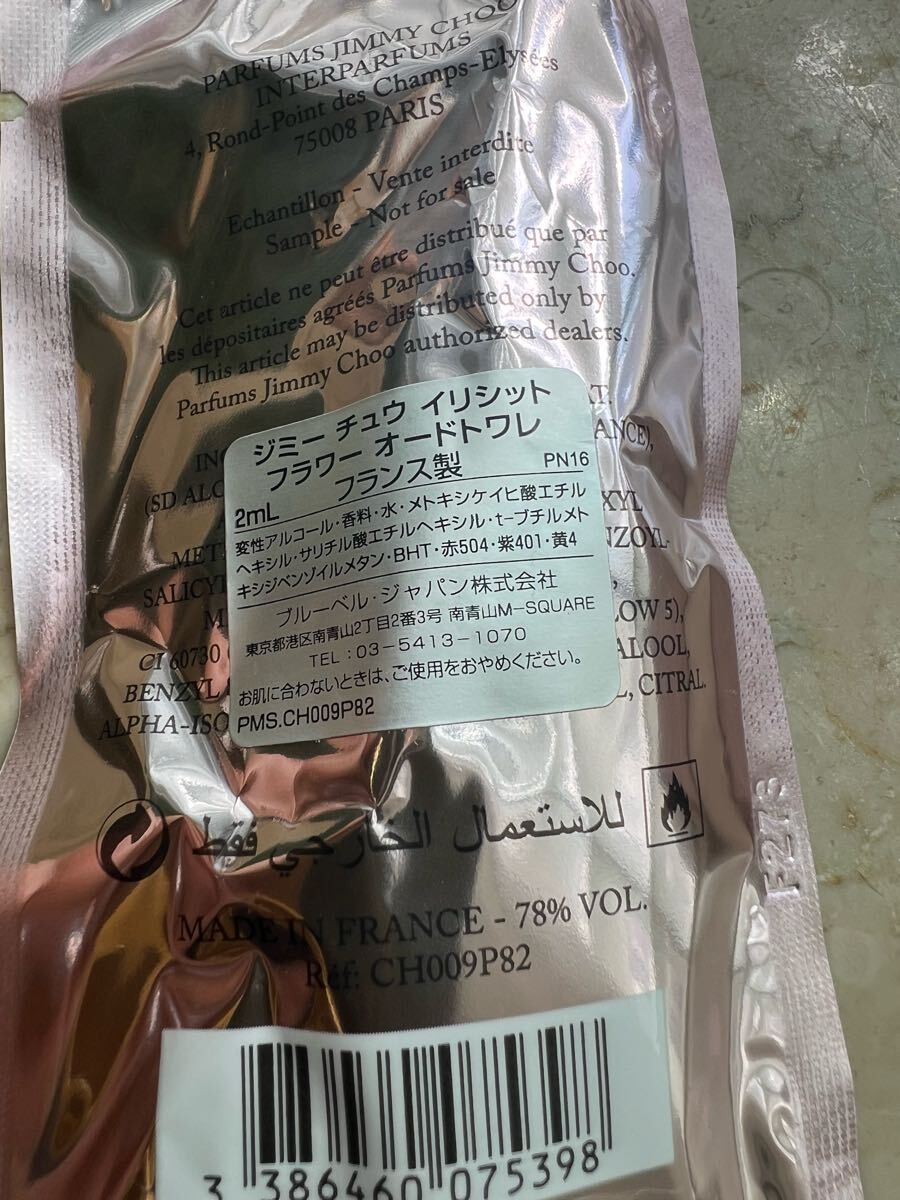 PARFUMS JIMMY CHOO
INTERPARFUMS
4, Rond-Point des Champs-Elysées
75008 PARIS
Echantillon - Vente interdite
Sample - Not for sale
Cet article ne peut être distribué que par
les dépositaires agréés Parfums Jimmy Choo.
This article may be distributed only by
Parfums Jimmy Choo authorized dealers.
ジミー チュウ イリシット
フラワー オードトワレ
フランス製
PN16
2mL
変性アルコール・香料・水・メトキシケイヒ酸エチル
ヘキシル・サリチル酸エチルヘキシル・t-ブチルメト
キシジベンゾイルメタン・BHT・赤504・紫401・黄4
ブルーベル・ジャパン株式会社
東京都港区南青山2丁目2番3号 南青山M-SQUARE
TEL:03-5413-1070
お肌に合わないときは、ご使用をおやめください。
PMS.CH009P82
(SD ALC
SALICY
CI 60730
BENZYL
ALPHA-ISO
CITRAL.
للاستعمال الخارجي فقط
MADE IN FRANCE - 78% VOL.
Réf: CH009P82
F27S
3 386460 075398